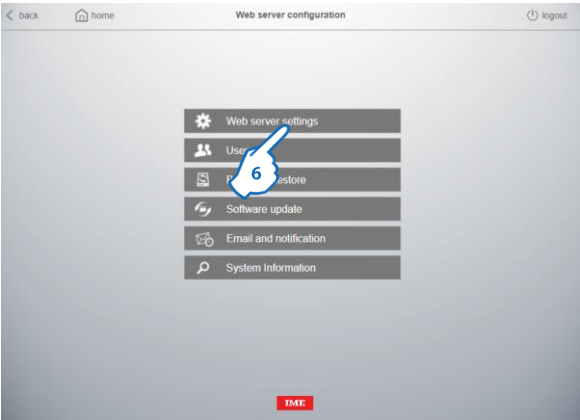 back
home
Web server configuration
logout
Web server settings
Use
6
estore
Software update
Email and notification
System Information
IME